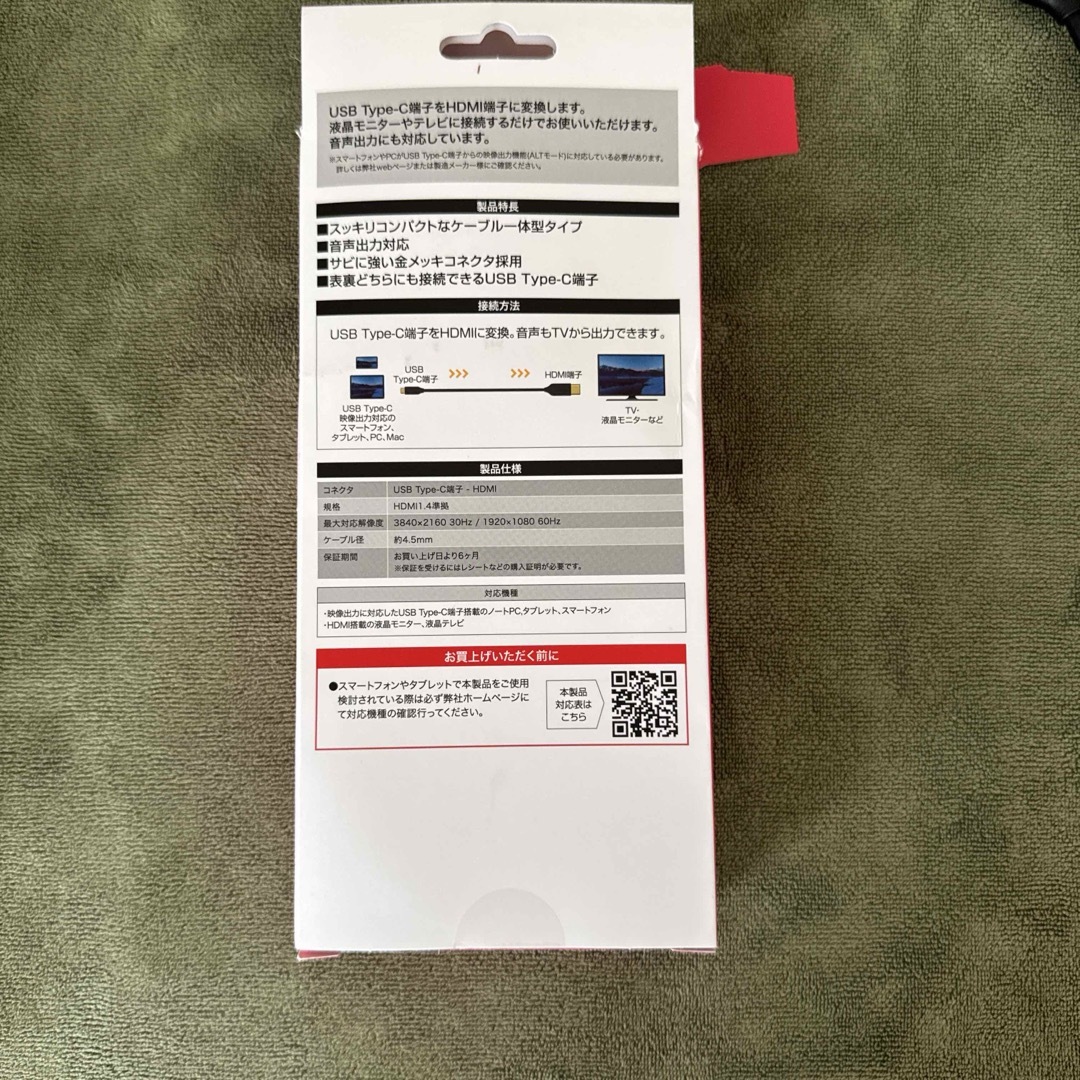 USB Type-C端子をHDMI端子に変換します。
液晶モニターやテレビに接続するだけでお使いいただけます。
音声出力にも対応しています。
※スマートフォンやPCがUSB Type-C端子からの映像出力機能(ALTモード)に対応している必要があります。
詳しくは弊社webページまたは製造メーカー様にご確認ください。
製品特長
■スッキリコンパクトなケーブル一体型タイプ
■音声出力対応
■サビに強い金メッキコネクタ採用
■表裏どちらにも接続できるUSB Type-C端子
接続方法
USB Type-C端子をHDMIに変換。音声もTVから出力できます。
USB
Type-C端子
HDMI端子
USB Type-C
映像出力対応の
スマートフォン、
タブレット、PC、Mac
TV・
液晶モニターなど
製品仕様
コネクタ USB Type-C端子 - HDMI
規格 HDMI1.4準拠
最大対応解像度 3840×2160 30Hz / 1920×1080 60Hz
ケーブル径 約4.5mm
保証期間 お買い上げ日より6ヶ月
※保証を受けるにはレシートなどの購入証明が必要です。
対応機種
・映像出力に対応したUSB Type-C端子搭載のノートPC,タブレット、スマートフォン
・HDMI搭載の液晶モニター、液晶テレビ
お買上げいただく前に
●スマートフォンやタブレットで本製品をご使用
検討されている際は必ず弊社ホームページに
て対応機種の確認行ってください。
本製品
対応表は
こちら